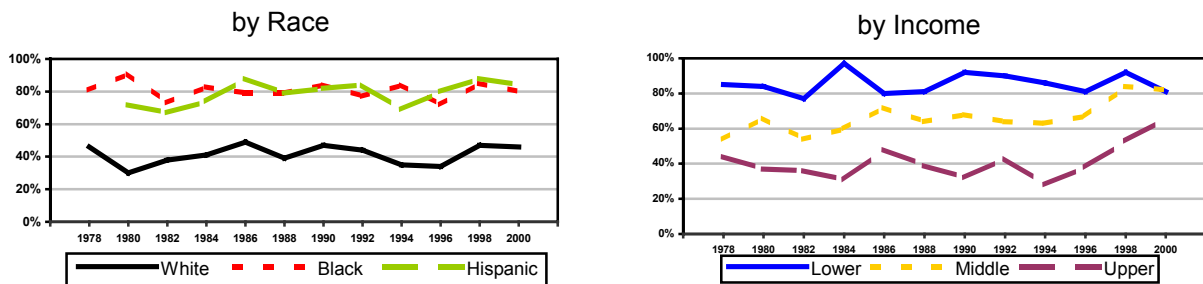 by Race
100%
80%
60%
40%
20%
0%
1978 1980 1982 1984 1986 1988 1990 1992 1994 1996 1998 2000
White Black Hispanic
by Income
100%
80%
60%
40%
20%
0%
1978 1980 1982 1984 1986 1988 1990 1992 1994 1996 1998 2000
Lower Middle Upper